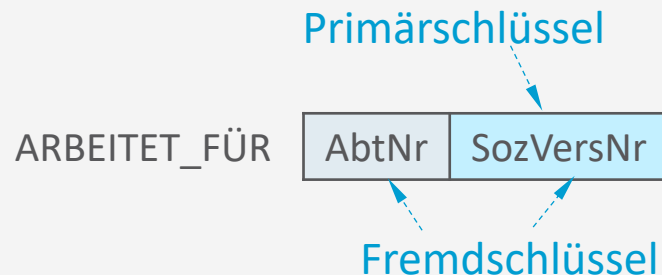 Primärschlüssel
ARBEITET_FÜR AbtNr SozVersNr
Fremdschlüssel